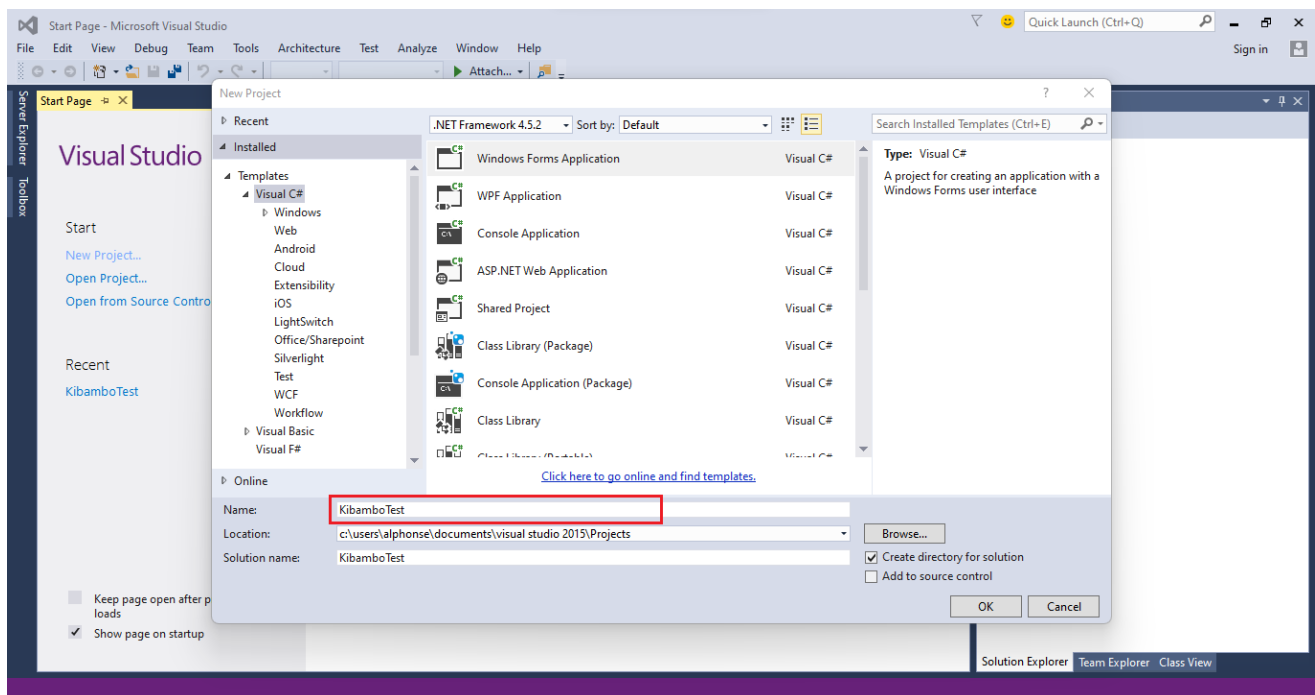 Start Page - Microsoft Visual Studio
Quick Launch (Ctrl+Q)
File Edit View Debug Team Tools Architecture Test Analyze Window Help
Sign in
Attach...
Server Explorer
Toolbox
Start Page
Visual Studio
Start
New Project...
Open Project...
Open from Source Contro
Recent
KibamboTest
Keep page open after p
loads
Show page on startup
New Project
?
Recent
Installed
Templates
Visual C#
Windows
Web
Android
Cloud
Extensibility
iOS
LightSwitch
Office/Sharepoint
Silverlight
Test
WCF
Workflow
Visual Basic
Visual F#
Online
.NET Framework 4.5.2
Sort by: Default
Search Installed Templates (Ctrl+E)
Windows Forms Application Visual C#
WPF Application Visual C#
Console Application Visual C#
ASP.NET Web Application Visual C#
Shared Project Visual C#
Class Library (Package) Visual C#
Console Application (Package) Visual C#
Class Library Visual C#
Class Library (Portable) Visual C#
Click here to go online and find templates.
Type: Visual C#
A project for creating an application with a
Windows Forms user interface
Name: KibamboTest
Location: c:\users\alphonse\documents\visual studio 2015\Projects
Browse...
Solution name: KibamboTest
Create directory for solution
Add to source control
OK Cancel
Solution Explorer Team Explorer Class View